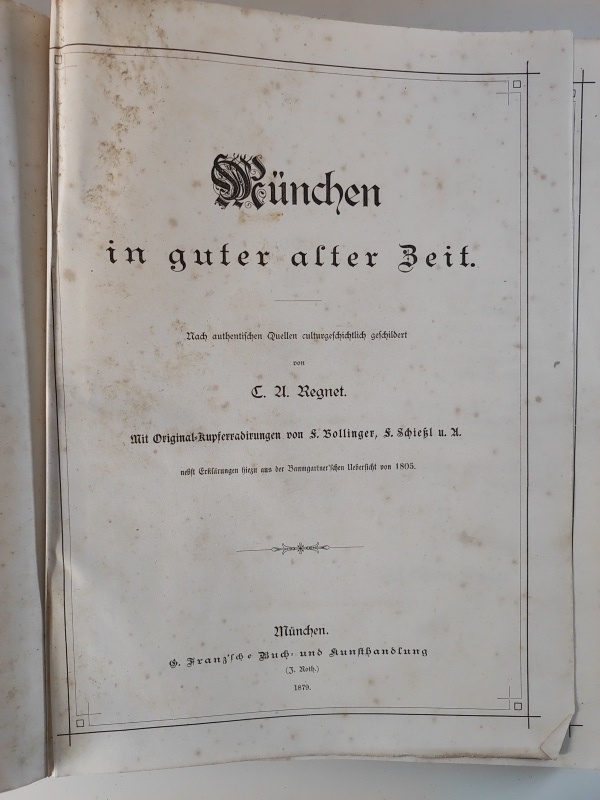 München
in guter alter Zeit.
Nach authentischen Quellen culturgeschichtlich geschildert
von
C. A. Regnet.
Mit Original-Kupferradirungen von F. Bollinger, F. Schießl u. A.
nebst Erklärungen hiezu aus der Baumgartner'schen Uebersicht von 1805.
München.
G. Franz'sche Buch- und Kunsthandlung
(J. Roth.)
1879.